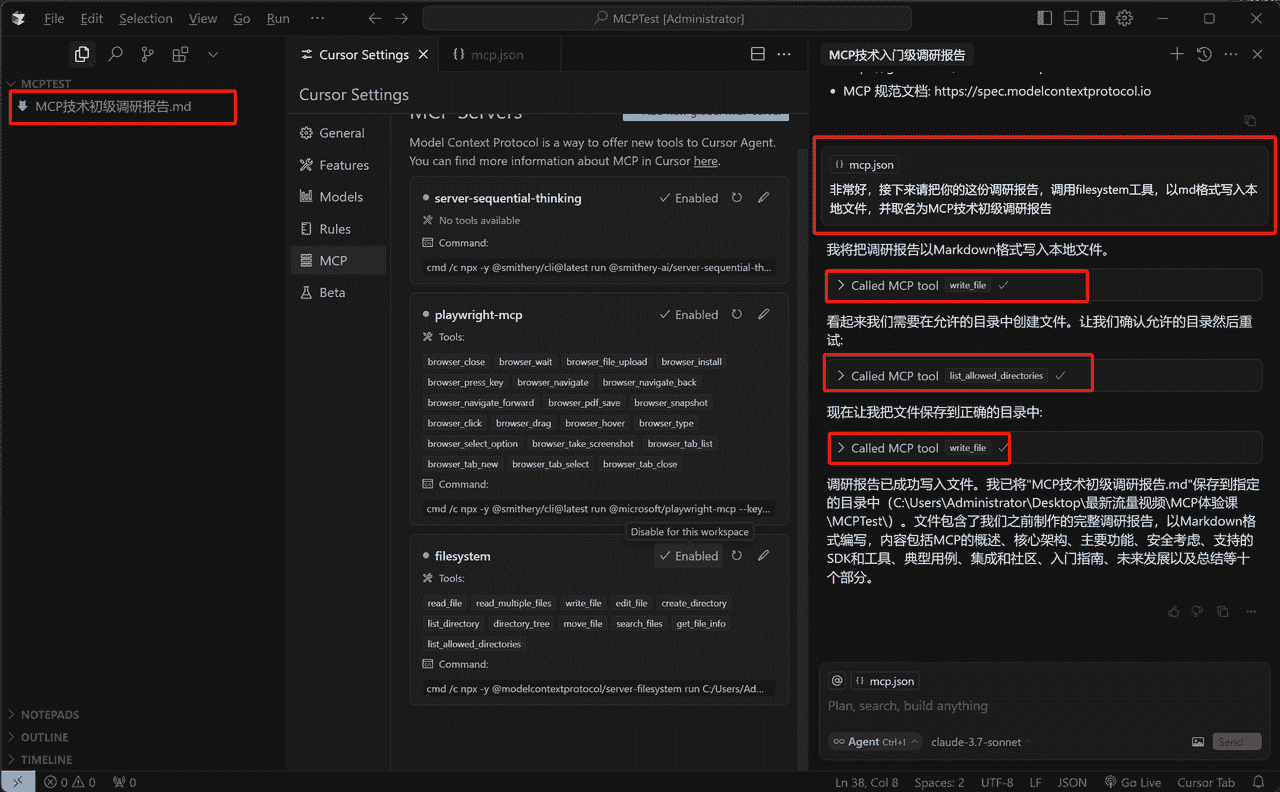 File Edit Selection View Go Run ··· ← → MCPTest [Administrator]
MCPTEST
MCP技术初级调研报告.md
NOTEPADS
OUTLINE
TIMELINE
Cursor Settings
mcp.json
Cursor Settings
General
Features
Models
Rules
MCP
Beta
MCP Servers
Model Context Protocol is a way to offer new tools to Cursor Agent.
You can find more information about MCP in Cursor here.
server-sequential-thinking Enabled
No tools available
Command:
cmd /c npx -y @smithery/cli@latest run @smithery-ai/server-sequential-th...
playwright-mcp Enabled
Tools:
browser_close browser_wait browser_file_upload browser_install
browser_press_key browser_navigate browser_navigate_back
browser_navigate_forward browser_pdf_save browser_snapshot
browser_click browser_drag browser_hover browser_type
browser_select_option browser_take_screenshot browser_tab_list
browser_tab_new browser_tab_select browser_tab_close
Command:
cmd /c npx -y @smithery/cli@latest run @microsoft/playwright-mcp --key...
Disable for this workspace
filesystem Enabled
Tools:
read_file read_multiple_files write_file edit_file create_directory
list_directory directory_tree move_file search_files get_file_info
list_allowed_directories
Command:
cmd /c npx -y @modelcontextprotocol/server-filesystem run C:/Users/Ad...
MCP技术入门级调研报告
• MCP 规范文档: https://spec.modelcontextprotocol.io
mcp.json
非常好，接下来请把你的这份调研报告，调用filesystem工具，以md格式写入本
地文件，并取名为MCP技术初级调研报告
我将把调研报告以Markdown格式写入本地文件。
Called MCP tool write_file
看起来我们需要在允许的目录中创建文件。让我们确认允许的目录然后重
试:
Called MCP tool list_allowed_directories
现在让我把文件保存到正确的目录中:
Called MCP tool write_file
调研报告已成功写入文件。我已将"MCP技术初级调研报告.md"保存到指定
的目录中（C:\Users\Administrator\Desktop\最新流量视频\MCP体验课
\MCPTest\）。文件包含了我们之前制作的完整调研报告，以Markdown格
式编写，内容包括MCP的概述、核心架构、主要功能、安全考虑、支持的
SDK和工具、典型用例、集成和社区、入门指南、未来发展以及总结等十
个部分。
@ mcp.json
Plan, search, build anything
Agent Ctrl+1 claude-3.7-sonnet Send
0 0 0 Ln 38, Col 8 Spaces: 2 UTF-8 LF JSON Go Live Cursor Tab